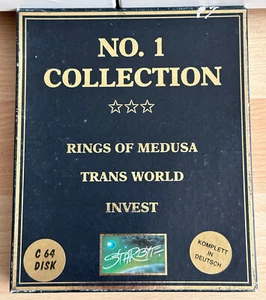 NO. 1
COLLECTION
RINGS OF MEDUSA
TRANS WORLD
INVEST
C 64
DISK
STARBYTE
KOMPLETT
IN
DEUTSCH